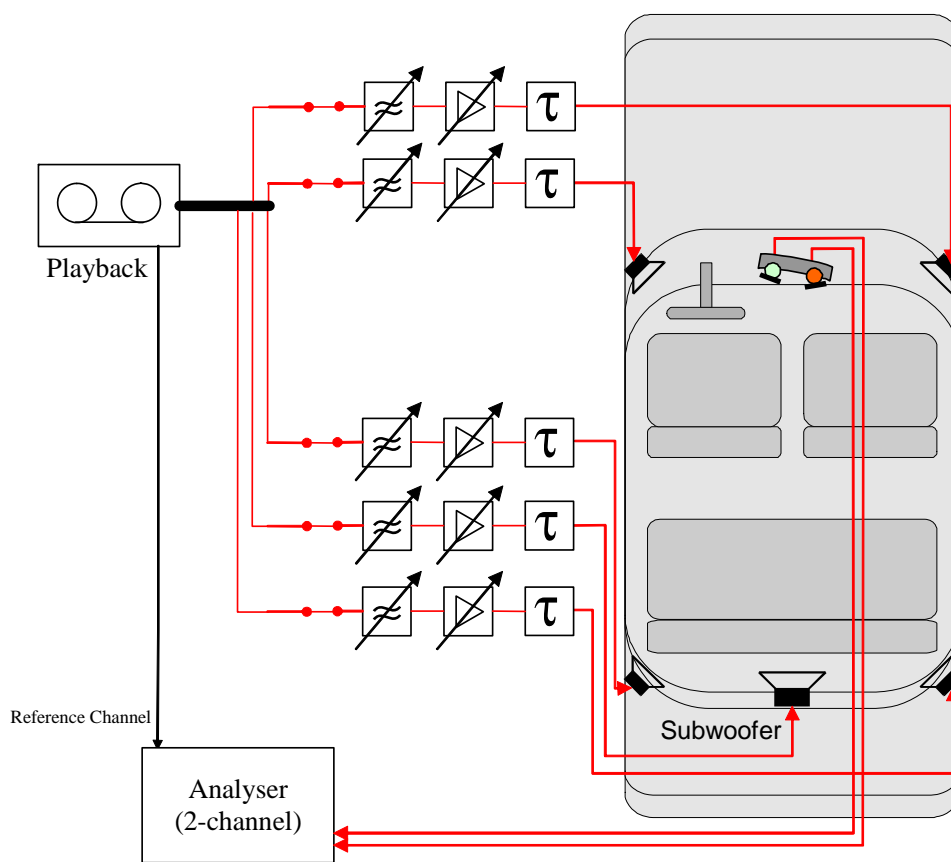 τ
τ
Playback
τ
τ
τ
Reference Channel
Subwoofer
Analyser
(2-channel)